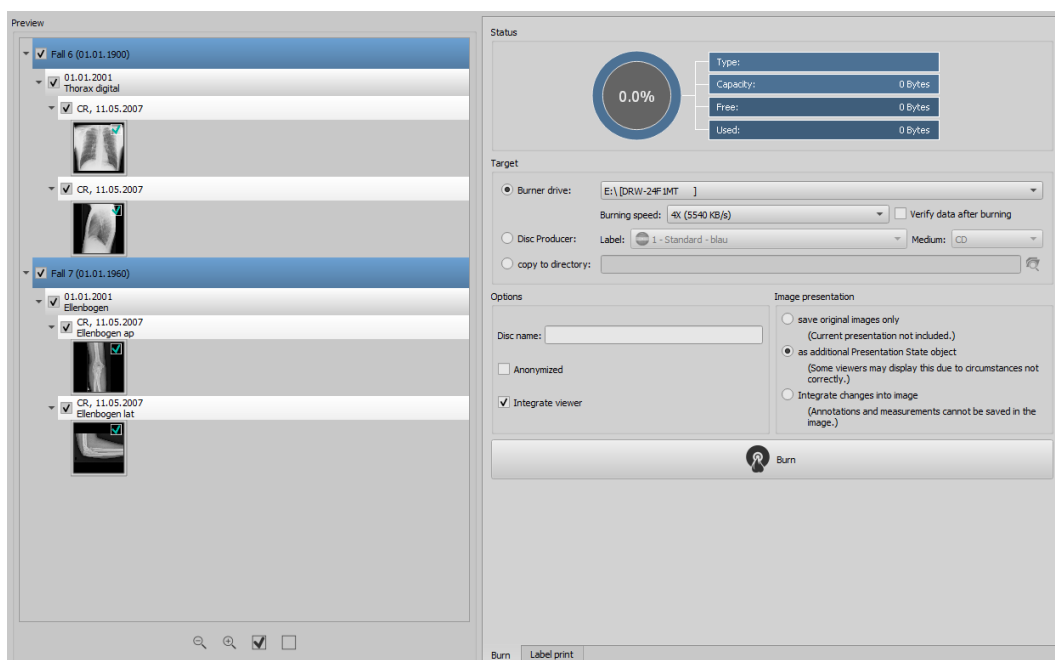 Preview
Fall 6 (01.01.1900)
01.01.2001
Thorax digital
CR, 11.05.2007
CR, 11.05.2007
Fall 7 (01.01.1960)
01.01.2001
Ellenbogen
CR, 11.05.2007
Ellenbogen ap
CR, 11.05.2007
Ellenbogen lat
Status
0.0%
Type:
Capacity: 0 Bytes
Free: 0 Bytes
Used: 0 Bytes
Target
Burner drive: E:\ [DRW-24F1MT ]
Burning speed: 4X (5540 KB/s) Verify data after burning
Disc Producer: Label: 1 - Standard - blau Medium: CD
copy to directory:
Options
Disc name:
Anonymized
Integrate viewer
Image presentation
save original images only
(Current presentation not included.)
as additional Presentation State object
(Some viewers may display this due to circumstances not
correctly.)
Integrate changes into image
(Annotations and measurements cannot be saved in the
image.)
Burn
Burn Label print